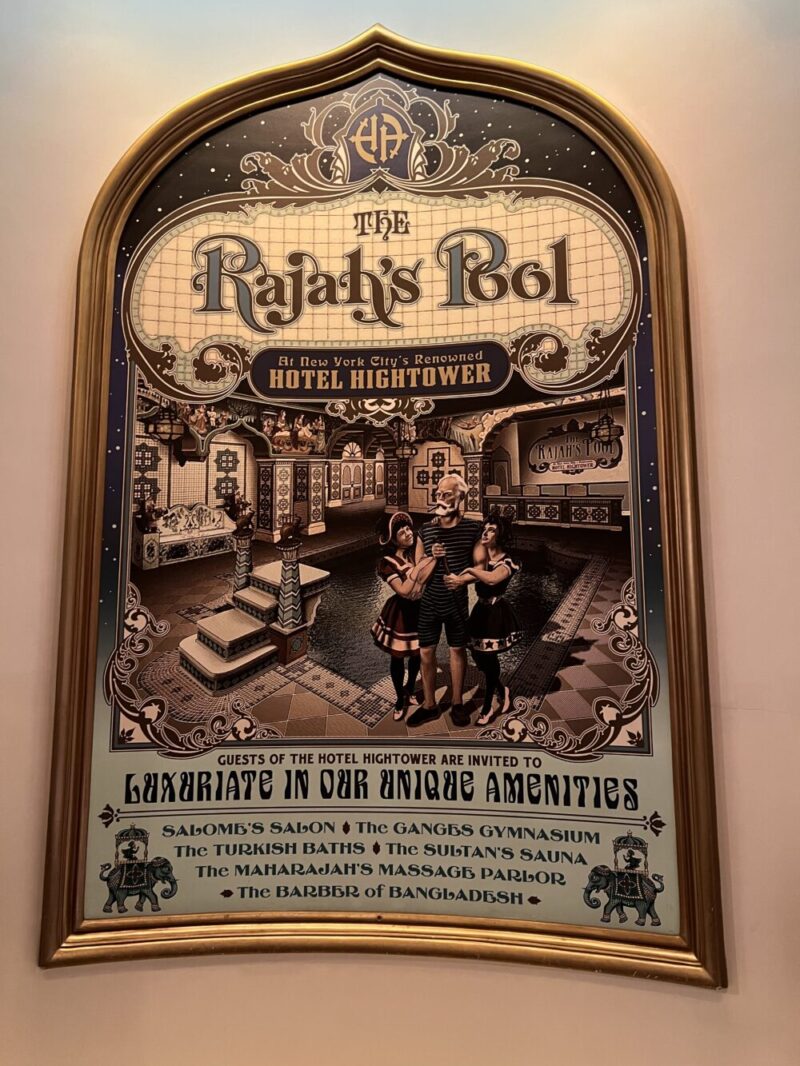 HH
THE
Rajah's Pool
At New York City's Renowned
HOTEL HIGHTOWER
THE
RAJAH'S POOL
HOTEL HIGHTOWER
GUESTS OF THE HOTEL HIGHTOWER ARE INVITED TO
LUXURIATE IN OUR UNIQUE AMENITIES
SALOME'S SALON ♦ The GANGES GYMNASIUM
The TURKISH BATHS ♦ The SULTAN'S SAUNA
The MAHARAJAH'S MASSAGE PARLOR
♦ The BARBER of BANGLADESH ♦